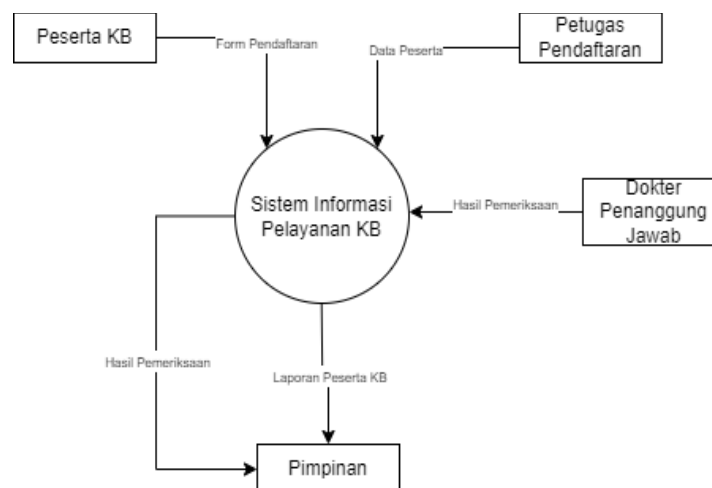 Peserta KB
Form Pendaftaran
Data Peserta
Petugas
Pendaftaran
Sistem Informasi
Pelayanan KB
Hasil Pemeriksaan
Dokter
Penanggung
Jawab
Hasil Pemeriksaan
Laporan Peserta KB
Pimpinan